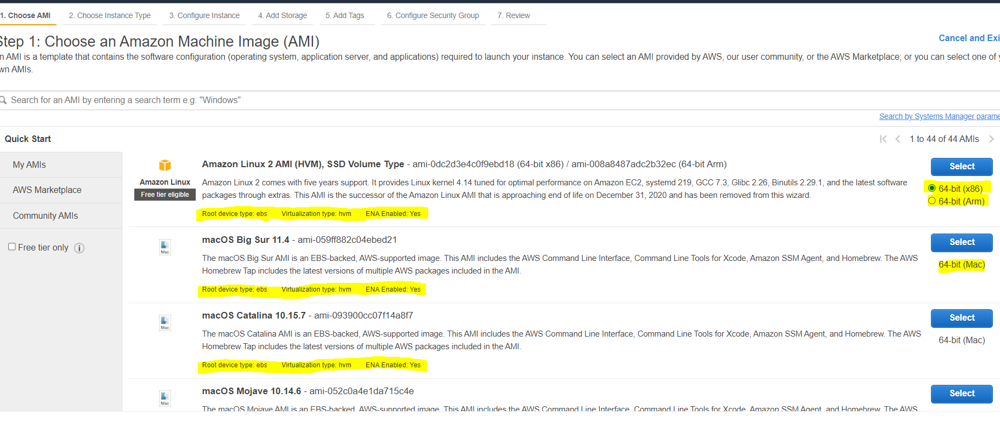 1. Choose AMI 2. Choose Instance Type 3. Configure Instance 4. Add Storage 5. Add Tags 6. Configure Security Group 7. Review
Step 1: Choose an Amazon Machine Image (AMI)
Cancel and Exi
n AMI is a template that contains the software configuration (operating system, application server, and applications) required to launch your instance. You can select an AMI provided by AWS, our user community, or the AWS Marketplace; or you can select one of y
wn AMIs.
Search for an AMI by entering a search term e.g. "Windows"
Search by Systems Manager parame
Quick Start
1 to 44 of 44 AMIs
My AMIs
AWS Marketplace
Community AMIs
Free tier only
Amazon Linux
Free tier eligible
Amazon Linux 2 AMI (HVM), SSD Volume Type - ami-0dc2d3e4c0f9ebd18 (64-bit x86) / ami-008a8487adc2b32ec (64-bit Arm)
Amazon Linux 2 comes with five years support. It provides Linux kernel 4.14 tuned for optimal performance on Amazon EC2, systemd 219, GCC 7.3, Glibc 2.26, Binutils 2.29.1, and the latest software
packages through extras. This AMI is the successor of the Amazon Linux AMI that is approaching end of life on December 31, 2020 and has been removed from this wizard.
Root device type: ebs Virtualization type: hvm ENA Enabled: Yes
Select
64-bit (x86)
64-bit (Arm)
Mac
macOS Big Sur 11.4 - ami-059ff882c04ebed21
The macOS Big Sur AMI is an EBS-backed, AWS-supported image. This AMI includes the AWS Command Line Interface, Command Line Tools for Xcode, Amazon SSM Agent, and Homebrew. The AWS
Homebrew Tap includes the latest versions of multiple AWS packages included in the AMI.
Root device type: ebs Virtualization type: hvm ENA Enabled: Yes
Select
64-bit (Mac)
Mac
macOS Catalina 10.15.7 - ami-093900cc07f14a8f7
The macOS Catalina AMI is an EBS-backed, AWS-supported image. This AMI includes the AWS Command Line Interface, Command Line Tools for Xcode, Amazon SSM Agent, and Homebrew. The AWS
Homebrew Tap includes the latest versions of multiple AWS packages included in the AMI.
Root device type: ebs Virtualization type: hvm ENA Enabled: Yes
Select
64-bit (Mac)
Mac
macOS Mojave 10.14.6 - ami-052c0a4e1da715c4e
The macOS Mojave AMI is an EBS-backed, AWS-supported image. This AMI includes the AWS Command Line Interface, Command Line Tools for Xcode, Amazon SSM Agent, and Homebrew. The AWS
Select